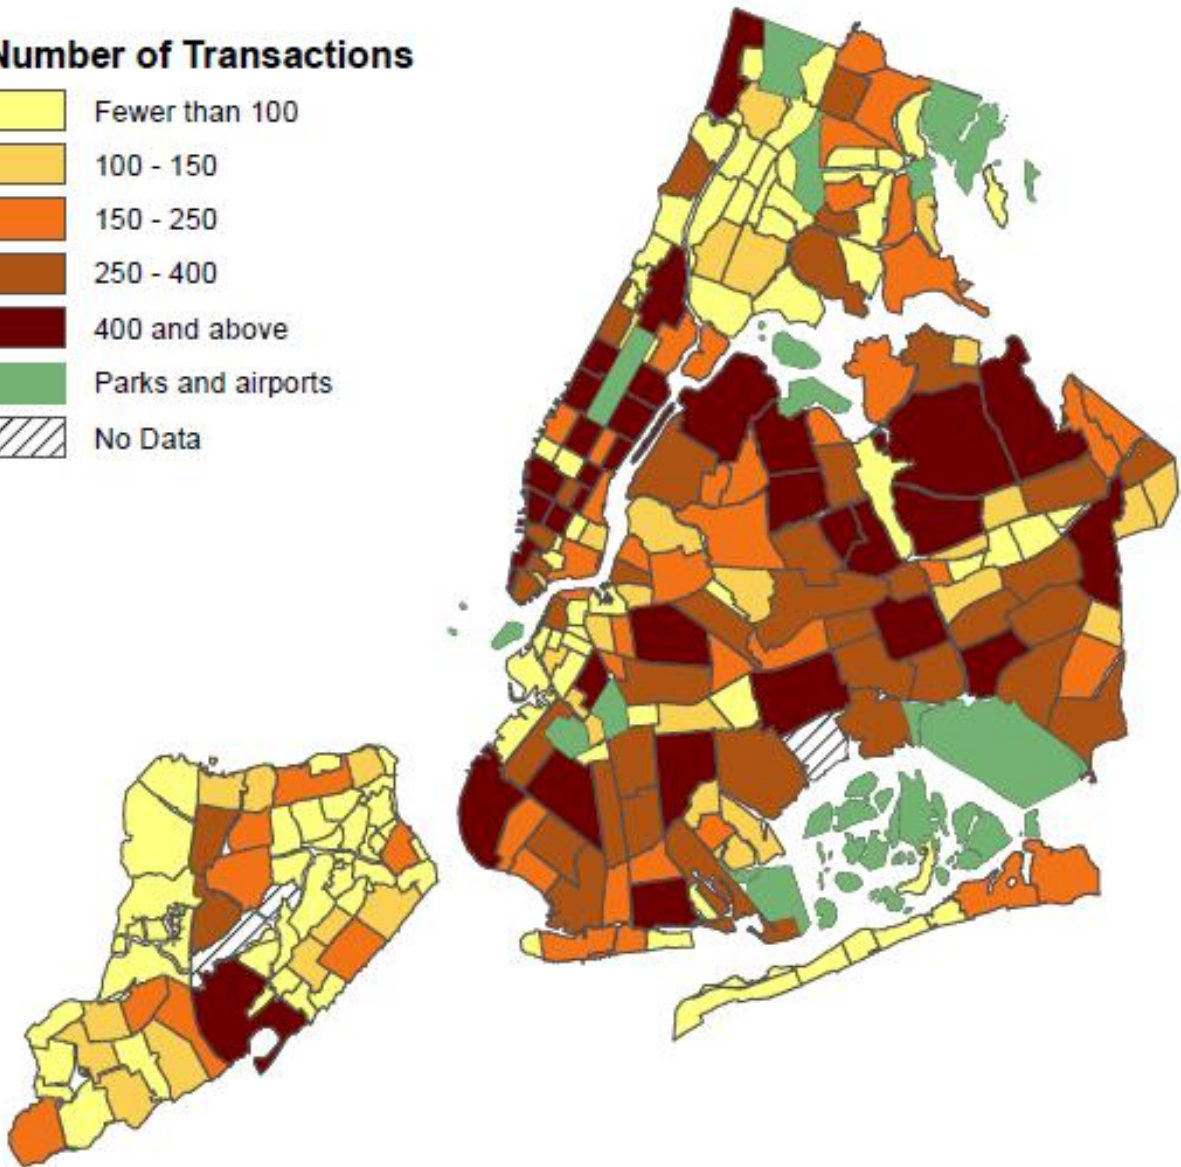 Number of Transactions
Fewer than 100
100 - 150
150 - 250
250 - 400
400 and above
Parks and airports
No Data